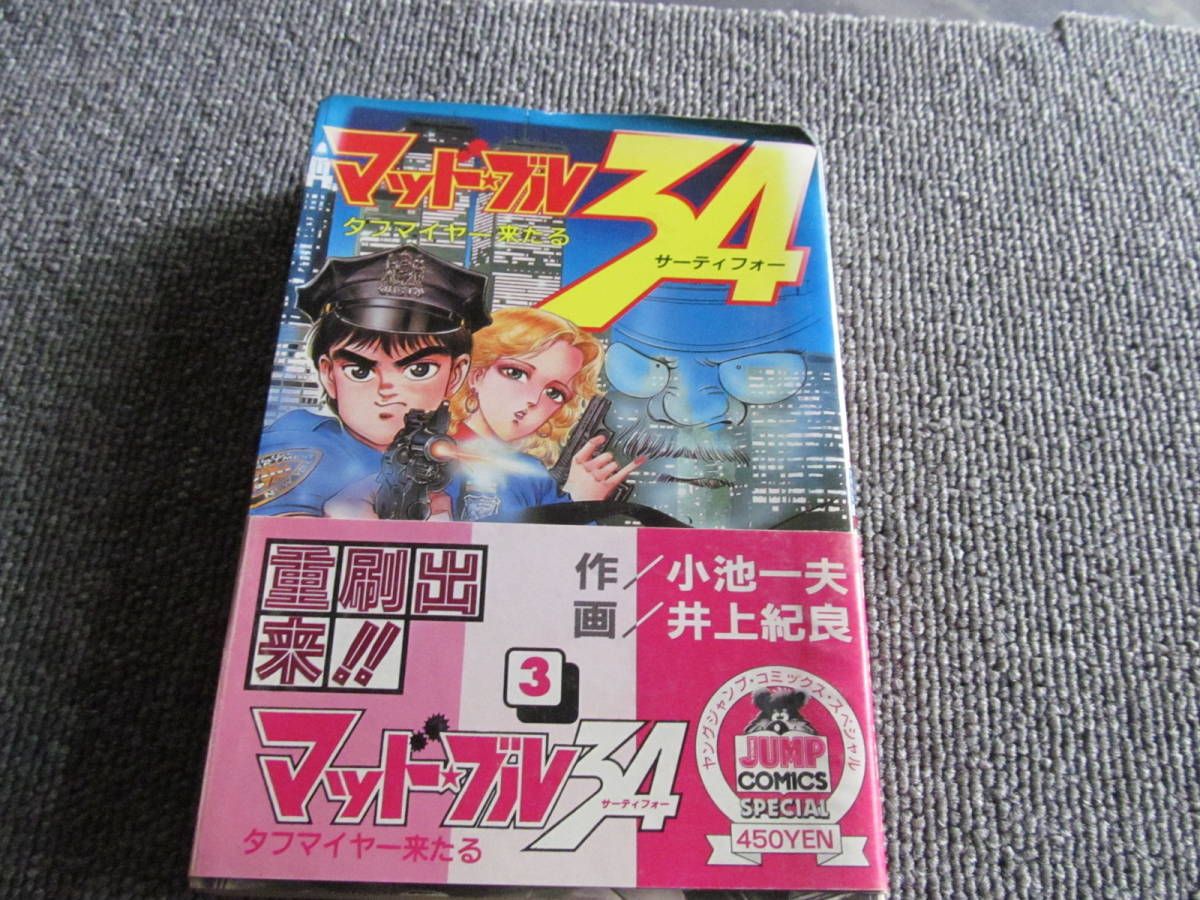 マッド★ブル34
タフマイヤー来たる
サーティフォー
重刷出
来!!
作/小池一夫
画/井上紀良
3
マッド★ブル34
サーティフォー
タフマイヤー来たる
ヤングジャンプ・コミックス・スペシャル
JUMP
COMICS
SPECIAL
450YEN